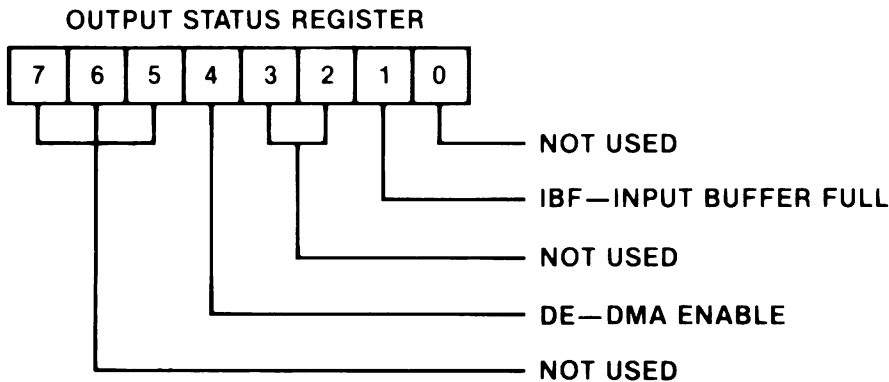 OUTPUT STATUS REGISTER
7 6 5 4 3 2 1 0
NOT USED
IBF—INPUT BUFFER FULL
NOT USED
DE—DMA ENABLE
NOT USED